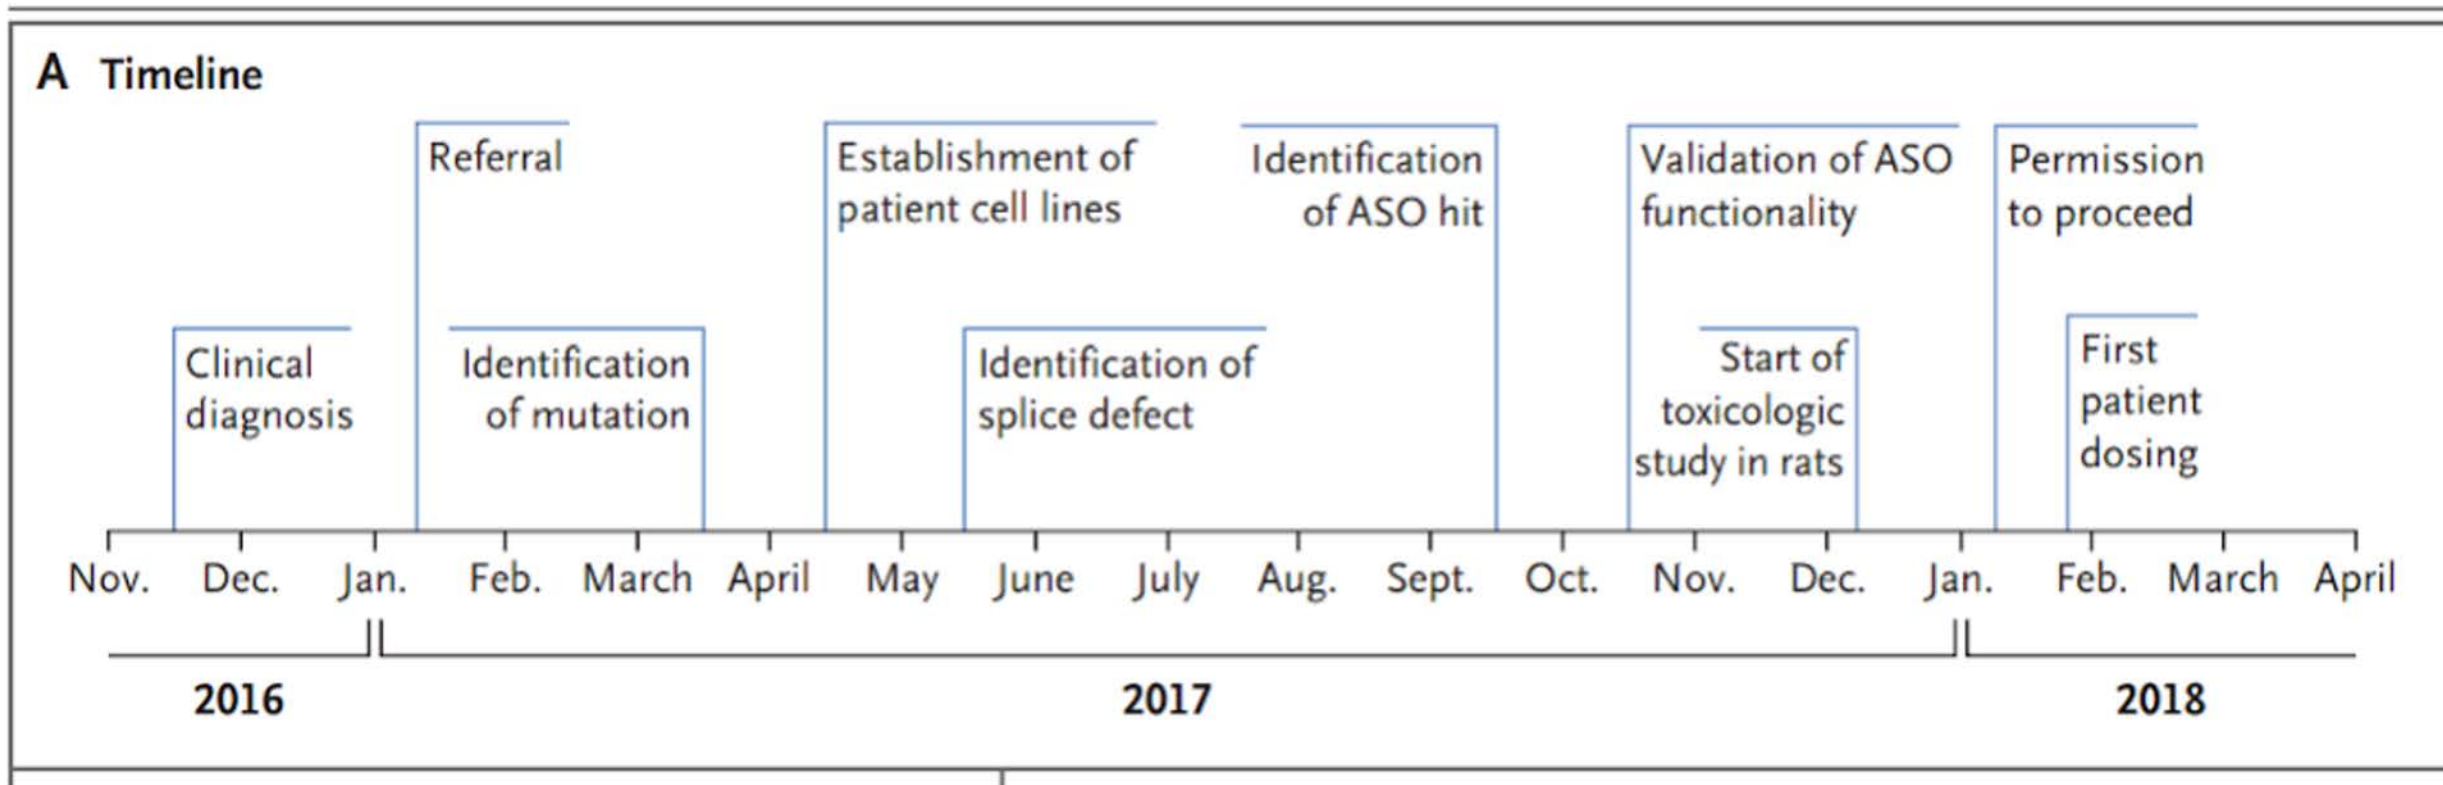 A Timeline
Referral
Establishment of
patient cell lines
Identification
of ASO hit
Validation of ASO
functionality
Permission
to proceed
Clinical
diagnosis
Identification
of mutation
Identification of
splice defect
Start of
toxicologic
study in rats
First
patient
dosing
Nov. Dec. Jan. Feb. March April May June July Aug. Sept. Oct. Nov. Dec. Jan. Feb. March April
2016 2017 2018